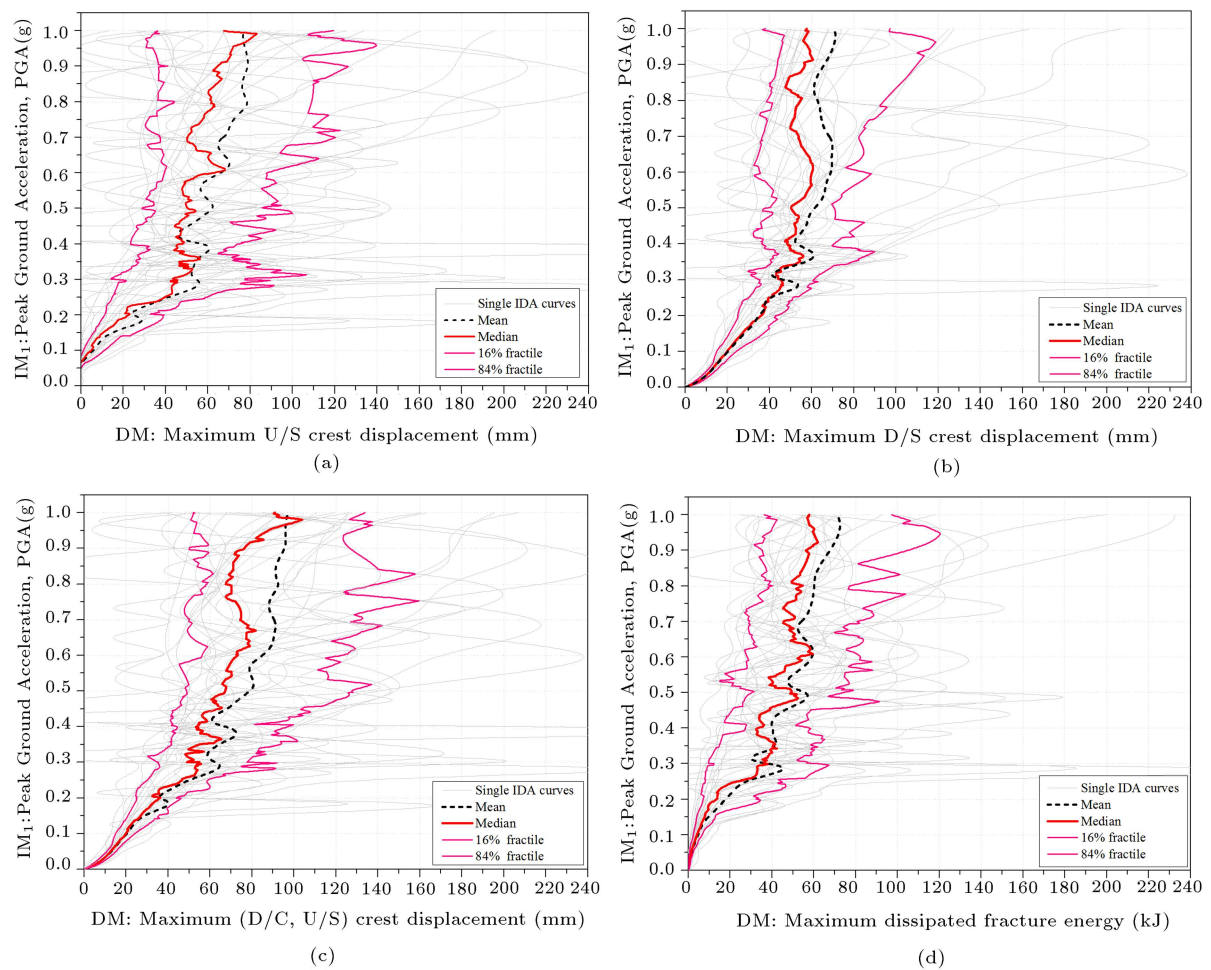 IM₁:Peak Ground Acceleration, PGA(g)
1.0
0.9
0.8
0.7
0.6
0.5
0.4
0.3
0.2
0.1
0.0
Single IDA curves
Mean
Median
16% fractile
84% fractile
0 20 40 60 80 100 120 140 160 180 200 220 240
DM: Maximum U/S crest displacement (mm)
(a)
IM₁:Peak Ground Acceleration, PGA(g)
1.0
0.9
0.8
0.7
0.6
0.5
0.4
0.3
0.2
0.1
0.0
Single IDA curves
Mean
Median
16% fractile
84% fractile
0 20 40 60 80 100 120 140 160 180 200 220 240
DM: Maximum D/S crest displacement (mm)
(b)
IM₁:Peak Ground Acceleration, PGA(g)
1.0
0.9
0.8
0.7
0.6
0.5
0.4
0.3
0.2
0.1
0.0
Single IDA curves
Mean
Median
16% fractile
84% fractile
0 20 40 60 80 100 120 140 160 180 200 220 240
DM: Maximum (D/C, U/S) crest displacement (mm)
(c)
IM₁:Peak Ground Acceleration, PGA(g)
1.0
0.9
0.8
0.7
0.6
0.5
0.4
0.3
0.2
0.1
0.0
Single IDA curves
Mean
Median
16% fractile
84% fractile
0 20 40 60 80 100 120 140 160 180 200 220 240
DM: Maximum dissipated fracture energy (kJ)
(d)